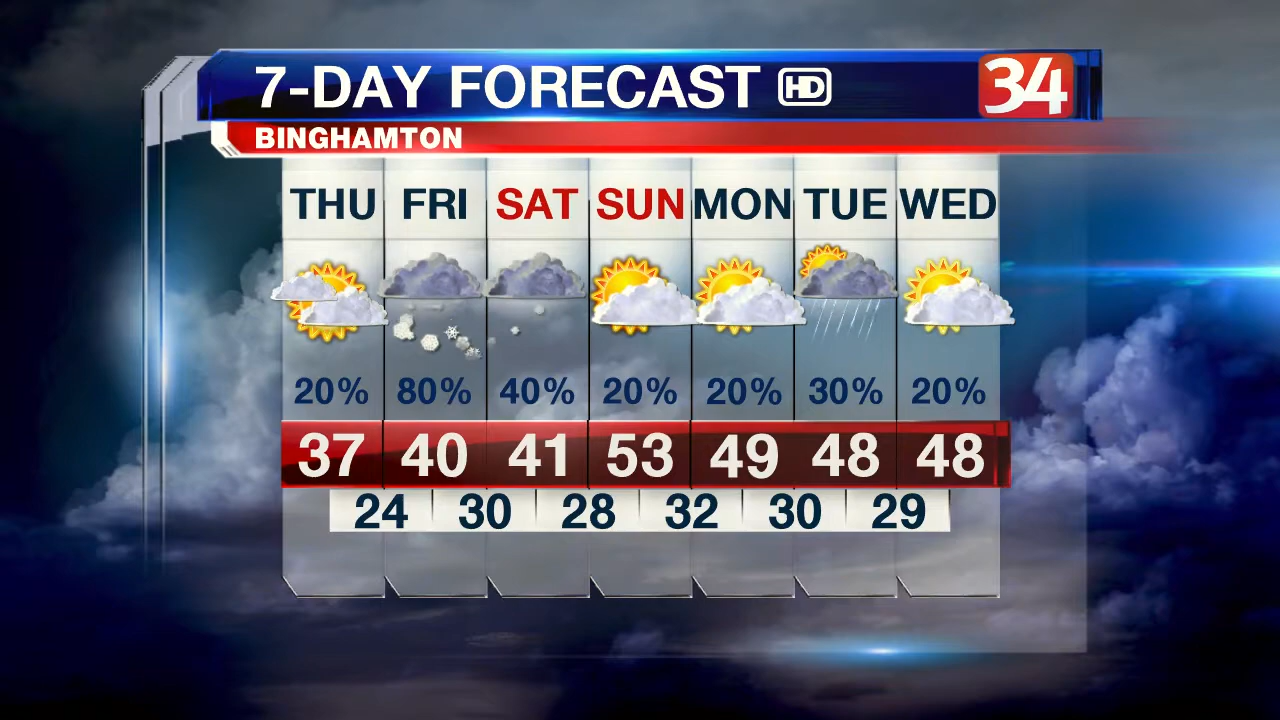 7-DAY FORECAST HD 34
BINGHAMTON
THU FRI SAT SUN MON TUE WED
20% 80% 40% 20% 20% 30% 20%
37 40 41 53 49 48 48
24 30 28 32 30 29